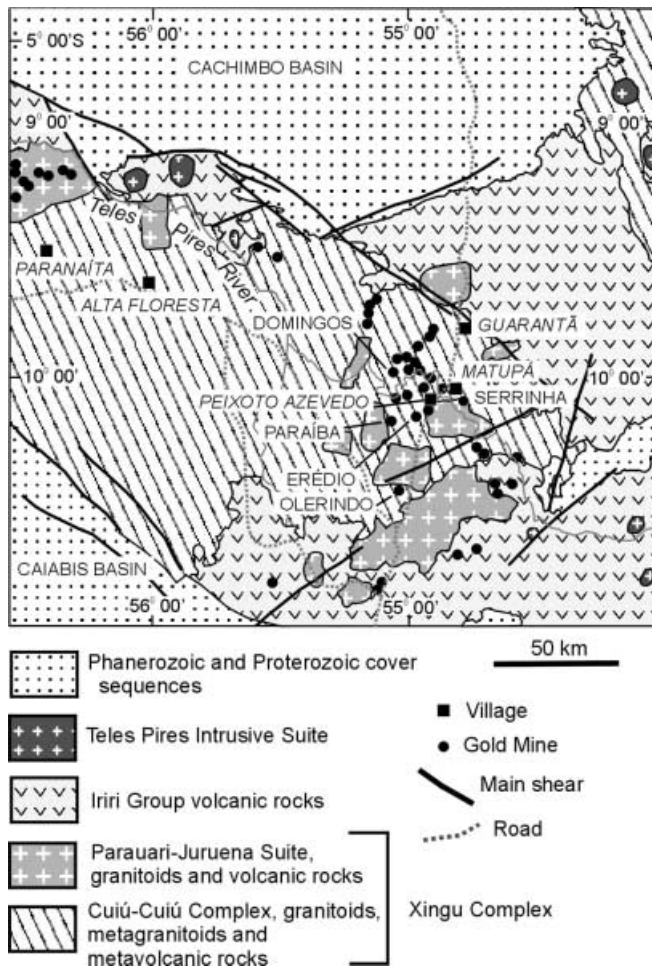 56° 00'
55° 00'
5° 00'S
CACHIMBO BASIN
9° 00'
9° 00'
Teles Pires River
PARANAÍTA
ALTA FLORESTA
DOMINGOS
GUARANTÃ
10° 00'
MATUPÁ
10° 00'
PEIXOTO AZEVEDO
SERRINHA
PARAÍBA
ERÉDIO
OLERINDO
CAIABIS BASIN
56° 00'
55° 00'
Phanerozoic and Proterozoic cover
sequences
50 km
Teles Pires Intrusive Suite
Village
Gold Mine
Iriri Group volcanic rocks
Main shear
Road
Parauari-Juruena Suite,
granitoids and volcanic rocks
Cuiú-Cuiú Complex, granitoids,
metagranitoids and
metavolcanic rocks
Xingu Complex